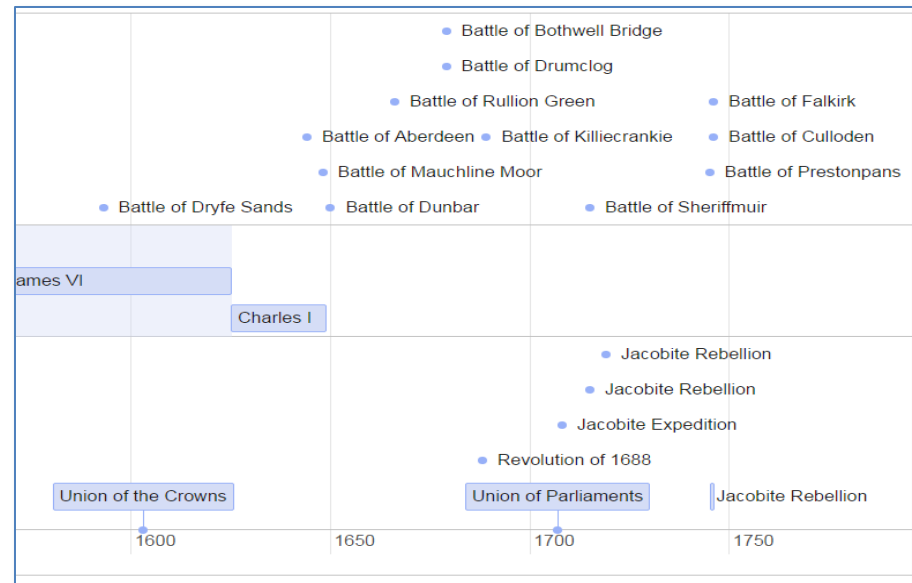 Battle of Bothwell Bridge
Battle of Drumclog
Battle of Rullion Green Battle of Falkirk
Battle of Aberdeen Battle of Killiecrankie Battle of Culloden
Battle of Mauchline Moor Battle of Prestonpans
Battle of Dryfe Sands Battle of Dunbar Battle of Sheriffmuir
ames VI
Charles I
Jacobite Rebellion
Jacobite Rebellion
Jacobite Expedition
Revolution of 1688
Union of the Crowns Union of Parliaments Jacobite Rebellion
1600 1650 1700 1750